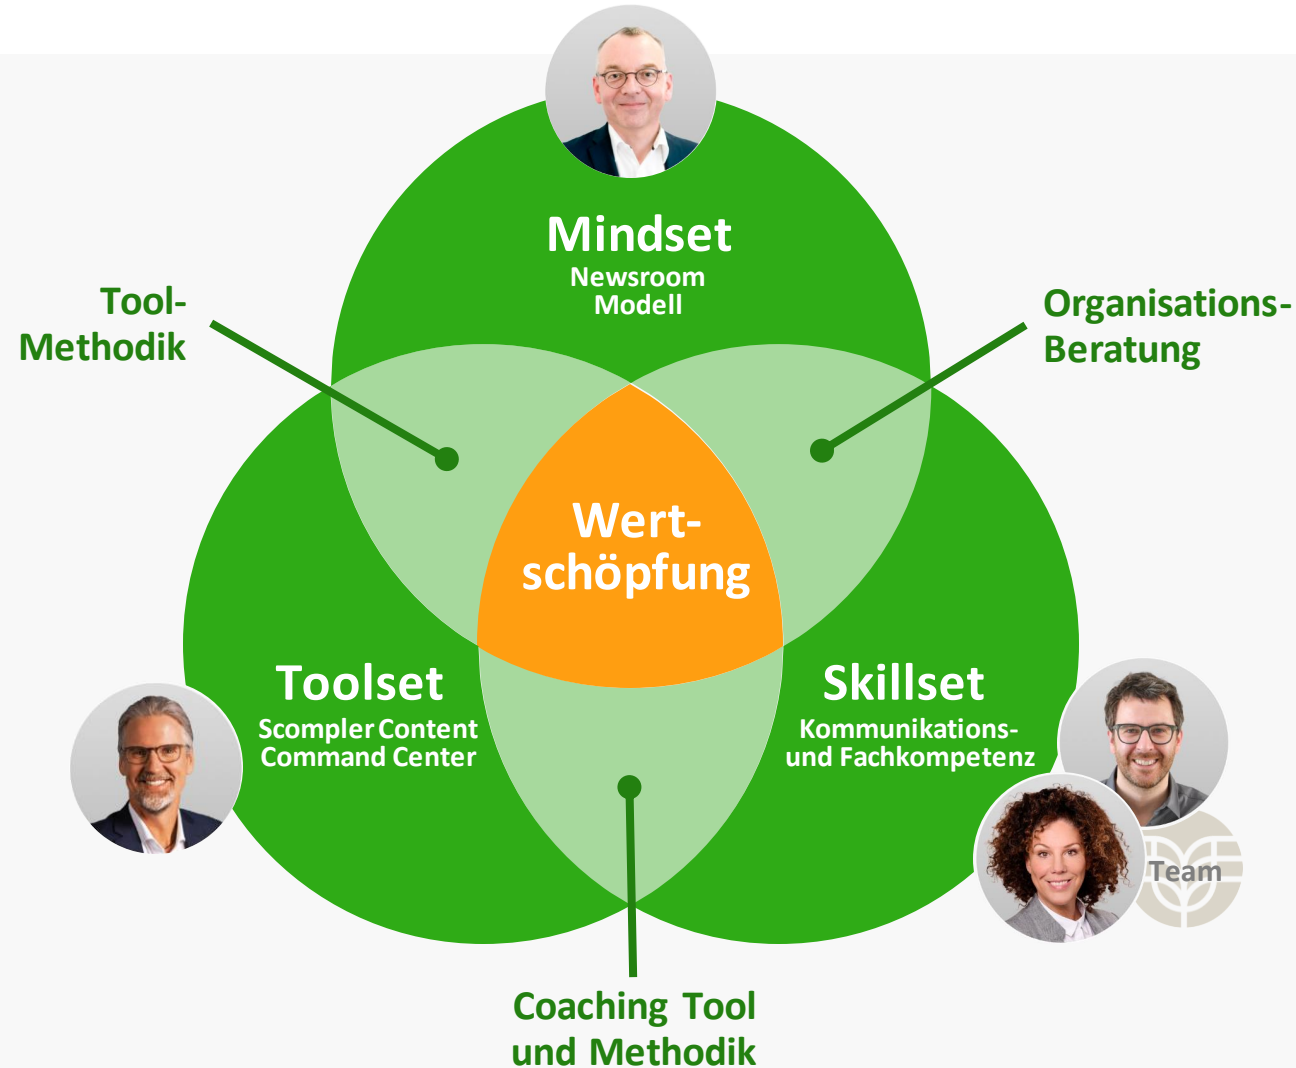 Mindset
Newsroom
Modell
Tool-
Methodik
Organisations-
Beratung
Wert-
schöpfung
Toolset
Scompler Content
Command Center
Skillset
Kommunikations-
und Fachkompetenz
Team
Coaching Tool
und Methodik